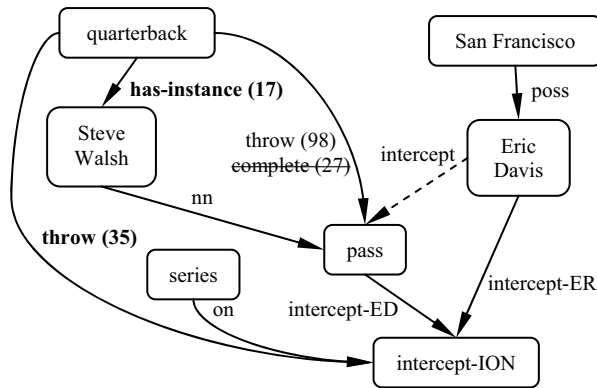 quarterback
San Francisco
has-instance (17)
poss
Steve
Walsh
throw (98)
complete (27)
intercept
Eric
Davis
nn
throw (35)
pass
series
on
intercept-ED
intercept-ER
intercept-ION